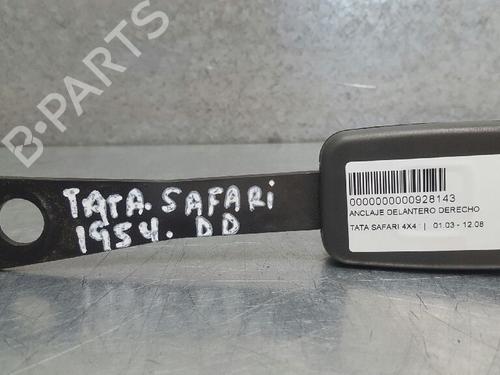 B-PARTS
TATA. SAFARI
1954. DD
0000000000928143
ANCLAJE DELANTERO DERECHO
TATA SAFARI 4X4 | 01.03 - 12.08